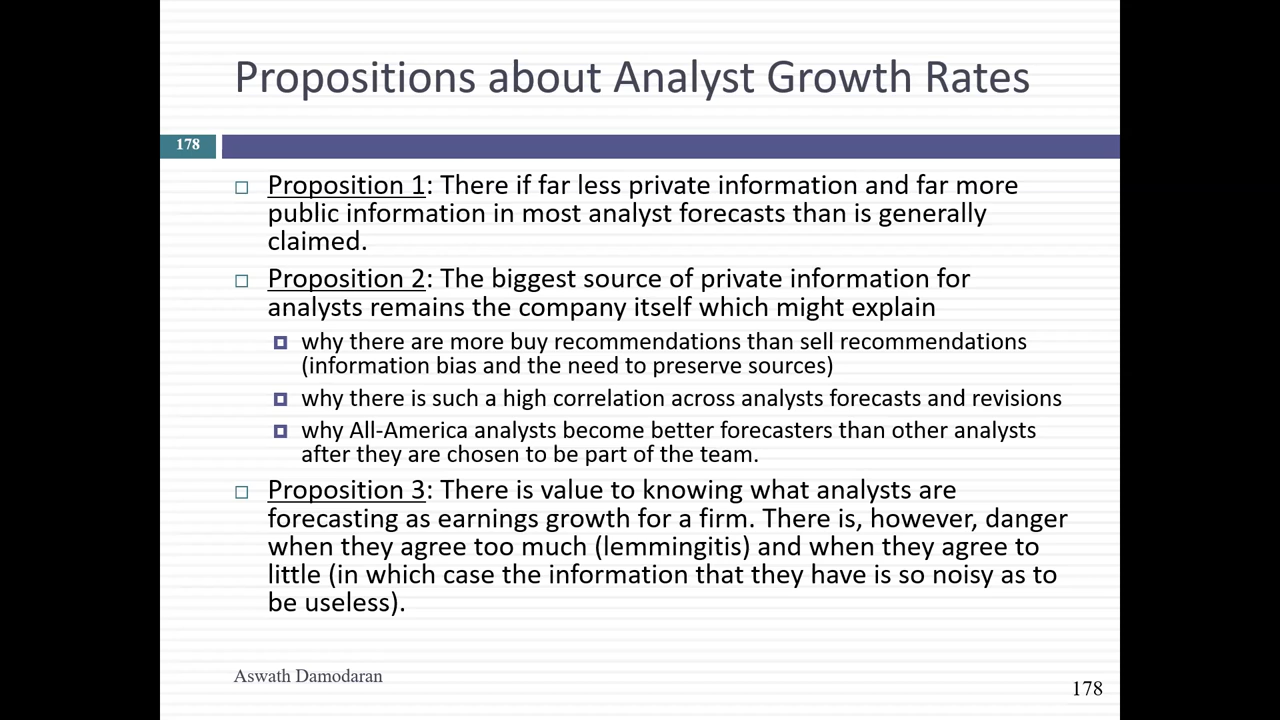 Propositions about Analyst Growth Rates
178
Proposition 1: There if far less private information and far more
public information in most analyst forecasts than is generally
claimed.
Proposition 2: The biggest source of private information for
analysts remains the company itself which might explain
why there are more buy recommendations than sell recommendations
(information bias and the need to preserve sources)
why there is such a high correlation across analysts forecasts and revisions
why All-America analysts become better forecasters than other analysts
after they are chosen to be part of the team.
Proposition 3: There is value to knowing what analysts are
forecasting as earnings growth for a firm. There is, however, danger
when they agree too much (lemmingitis) and when they agree to
little (in which case the information that they have is so noisy as to
be useless).
Aswath Damodaran
178